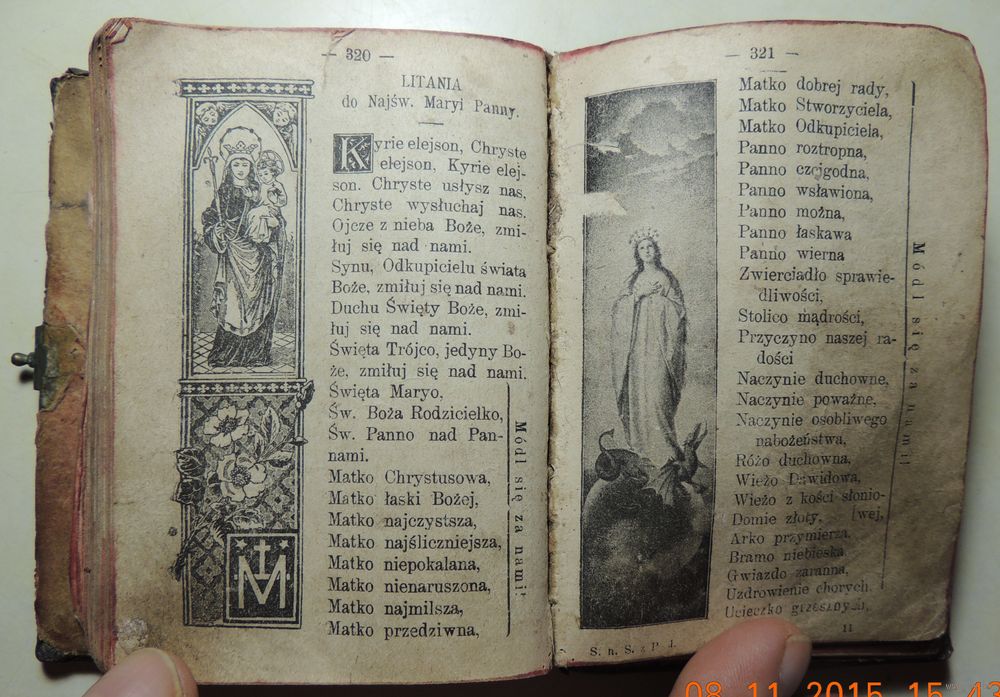 — 320 —
LITANIA
do Najśw. Maryi Panny.
Kyrie elejson, Chryste
elejson, Kyrie elej-
son. Chryste usłysz nas,
Chryste wysłuchaj nas.
Ojcze z nieba Boże, zmi-
łuj się nad nami.
Synu, Odkupicielu świata
Boże, zmiłuj się nad nami.
Duchu Święty Boże, zmi-
łuj się nad nami.
Święta Trójco, jedyny Bo-
że, zmiłuj się nad nami.
Święta Maryo,
Św. Boża Rodzicielko,
Św. Panno nad Pan-
nami.
Matko Chrystusowa,
Matko łaski Bożej,
Matko najczystsza,
Matko najśliczniejsza,
Matko niepokalana,
Matko nienaruszona,
Matko najmilsza,
Matko przedziwna,
Módl się za nami!
M
— 321 —
Matko dobrej rady,
Matko Stworzyciela,
Matko Odkupiciela,
Panno roztropna,
Panno czcigodna,
Panno wsławiona,
Panno można,
Panno łaskawa
Panno wierna
Zwierciadło sprawie-
dliwości,
Stolico mądrości,
Przyczyno naszej ra-
dości
Naczynie duchowne,
Naczynie poważne,
Naczynie osobliwego
nabożeństwa,
Różo duchowna,
Wieżo Dawidowa,
Wieżo z kości słonio-
Domie złoty, [wej,
Arko przymierza,
Bramo niebieska
Gwiazdo zaranna,
Uzdrowienie chorych.
Ucieczko grzesznych,
Módl się za nami!
S. n. S. z P.
11
08 11 2015 15